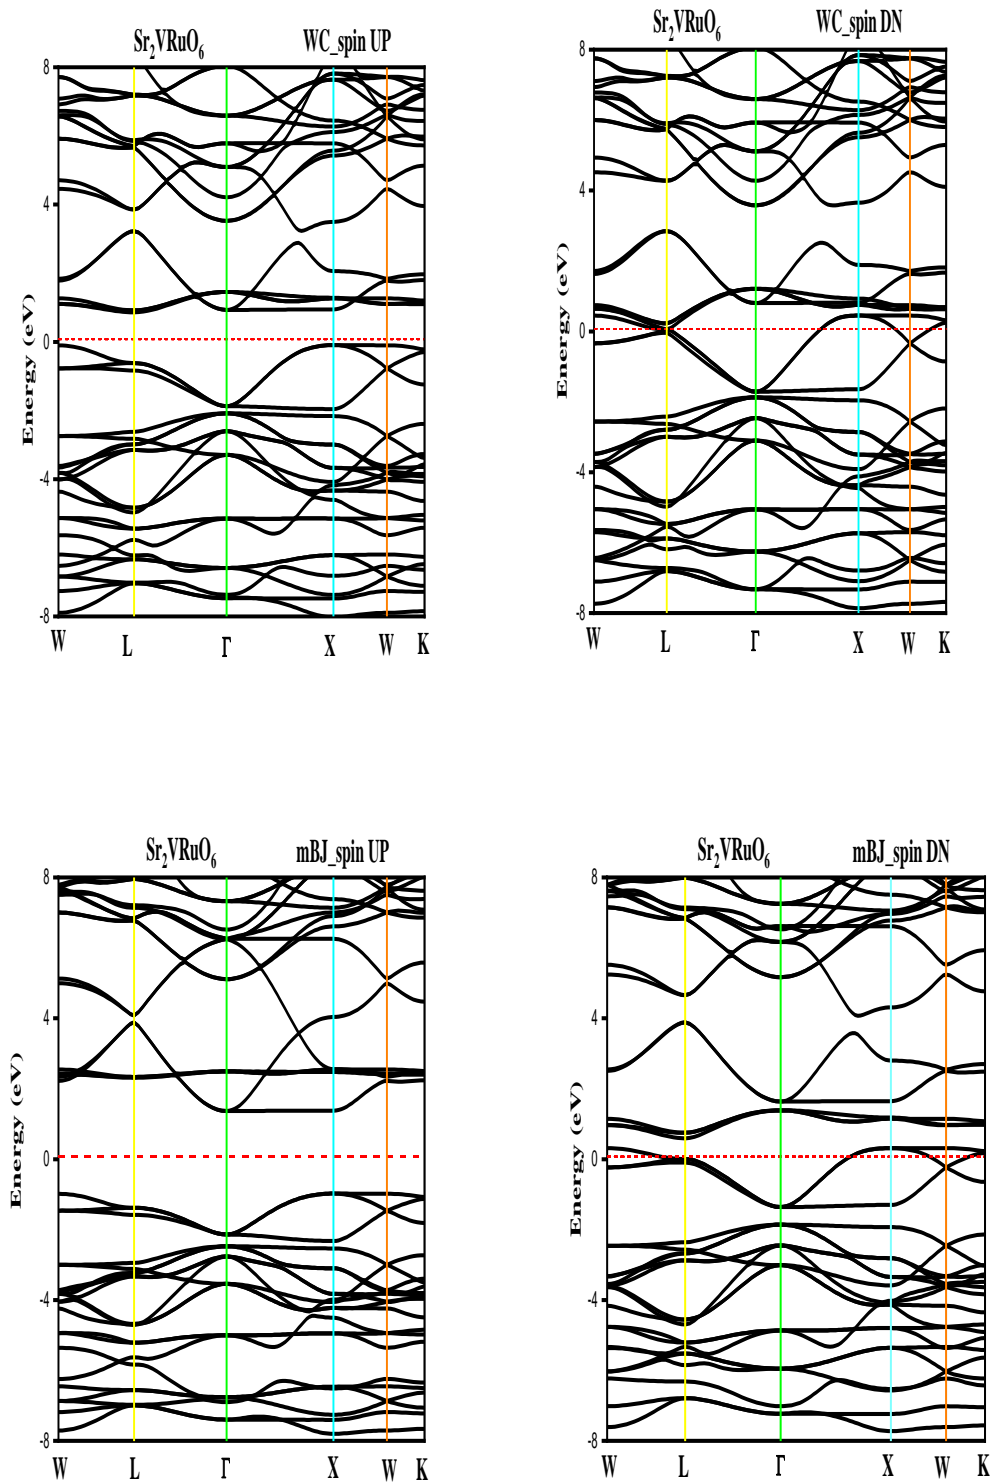 Sr2VRuO6 WC_spin UP
8
4
0
-4
-8
Energy (eV)
W L Γ X W K
Sr2VRuO6 WC_spin DN
8
4
0
-4
-8
Energy (eV)
W L Γ X W K
Sr2VRuO6 mBJ_spin UP
8
4
0
-4
-8
Energy (eV)
W L Γ X W K
Sr2VRuO6 mBJ_spin DN
8
4
0
-4
-8
Energy (eV)
W L Γ X W K